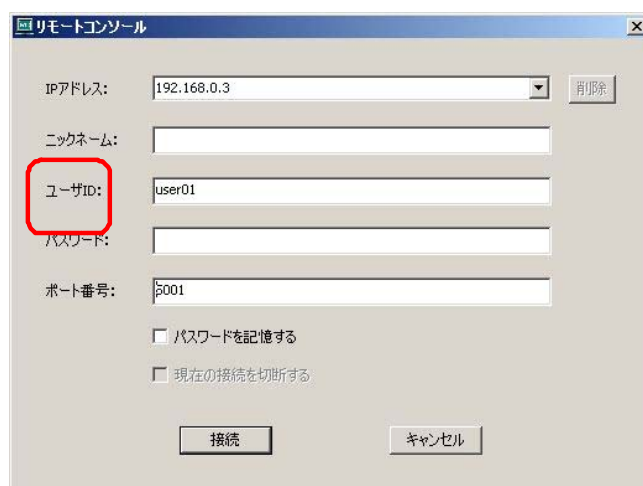 リモートコンソール
IPアドレス: 192.168.0.3 削除
ニックネーム:
ユーザID: user01
パスワード:
ポート番号: 5001
パスワードを記憶する
現在の接続を切断する
接続 キャンセル